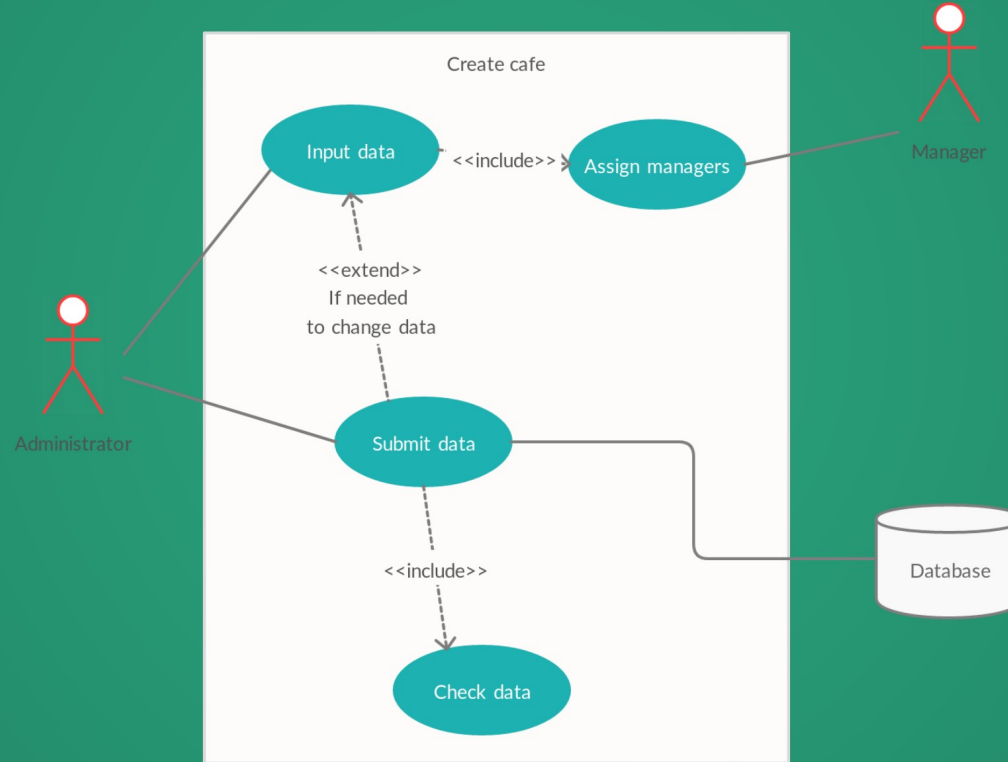 Create cafe
Input data
<<include>>
Assign managers
Manager
<<extend>>
If needed
to change data
Administrator
Submit data
Database
<<include>>
Check data